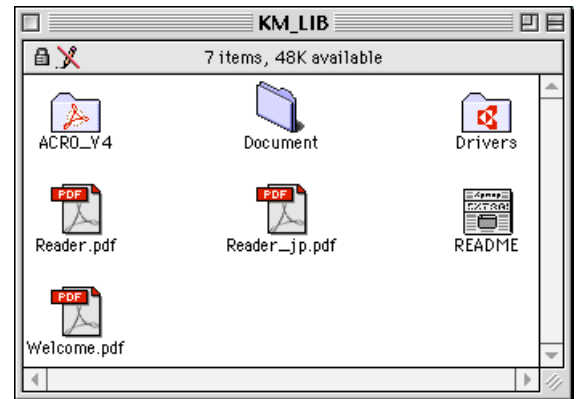 KM_LIB
7 items, 48K available
ACRO_V4
Document
Drivers
PDF
PDF
Reader.pdf
Reader_jp.pdf
README
PDF
Welcome.pdf